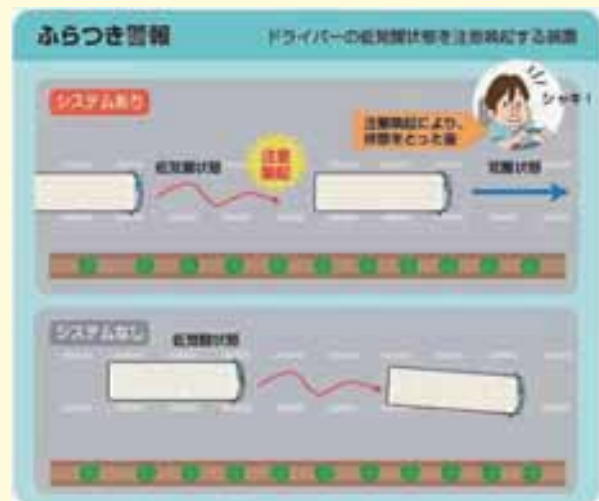 ふらつき警報
ドライバーの低覚醒状態を注意喚起する装置
システムあり
シャキ！
注意喚起により、
休憩をとった後
低覚醒状態
注意
喚起
覚醒状態
システムなし
低覚醒状態